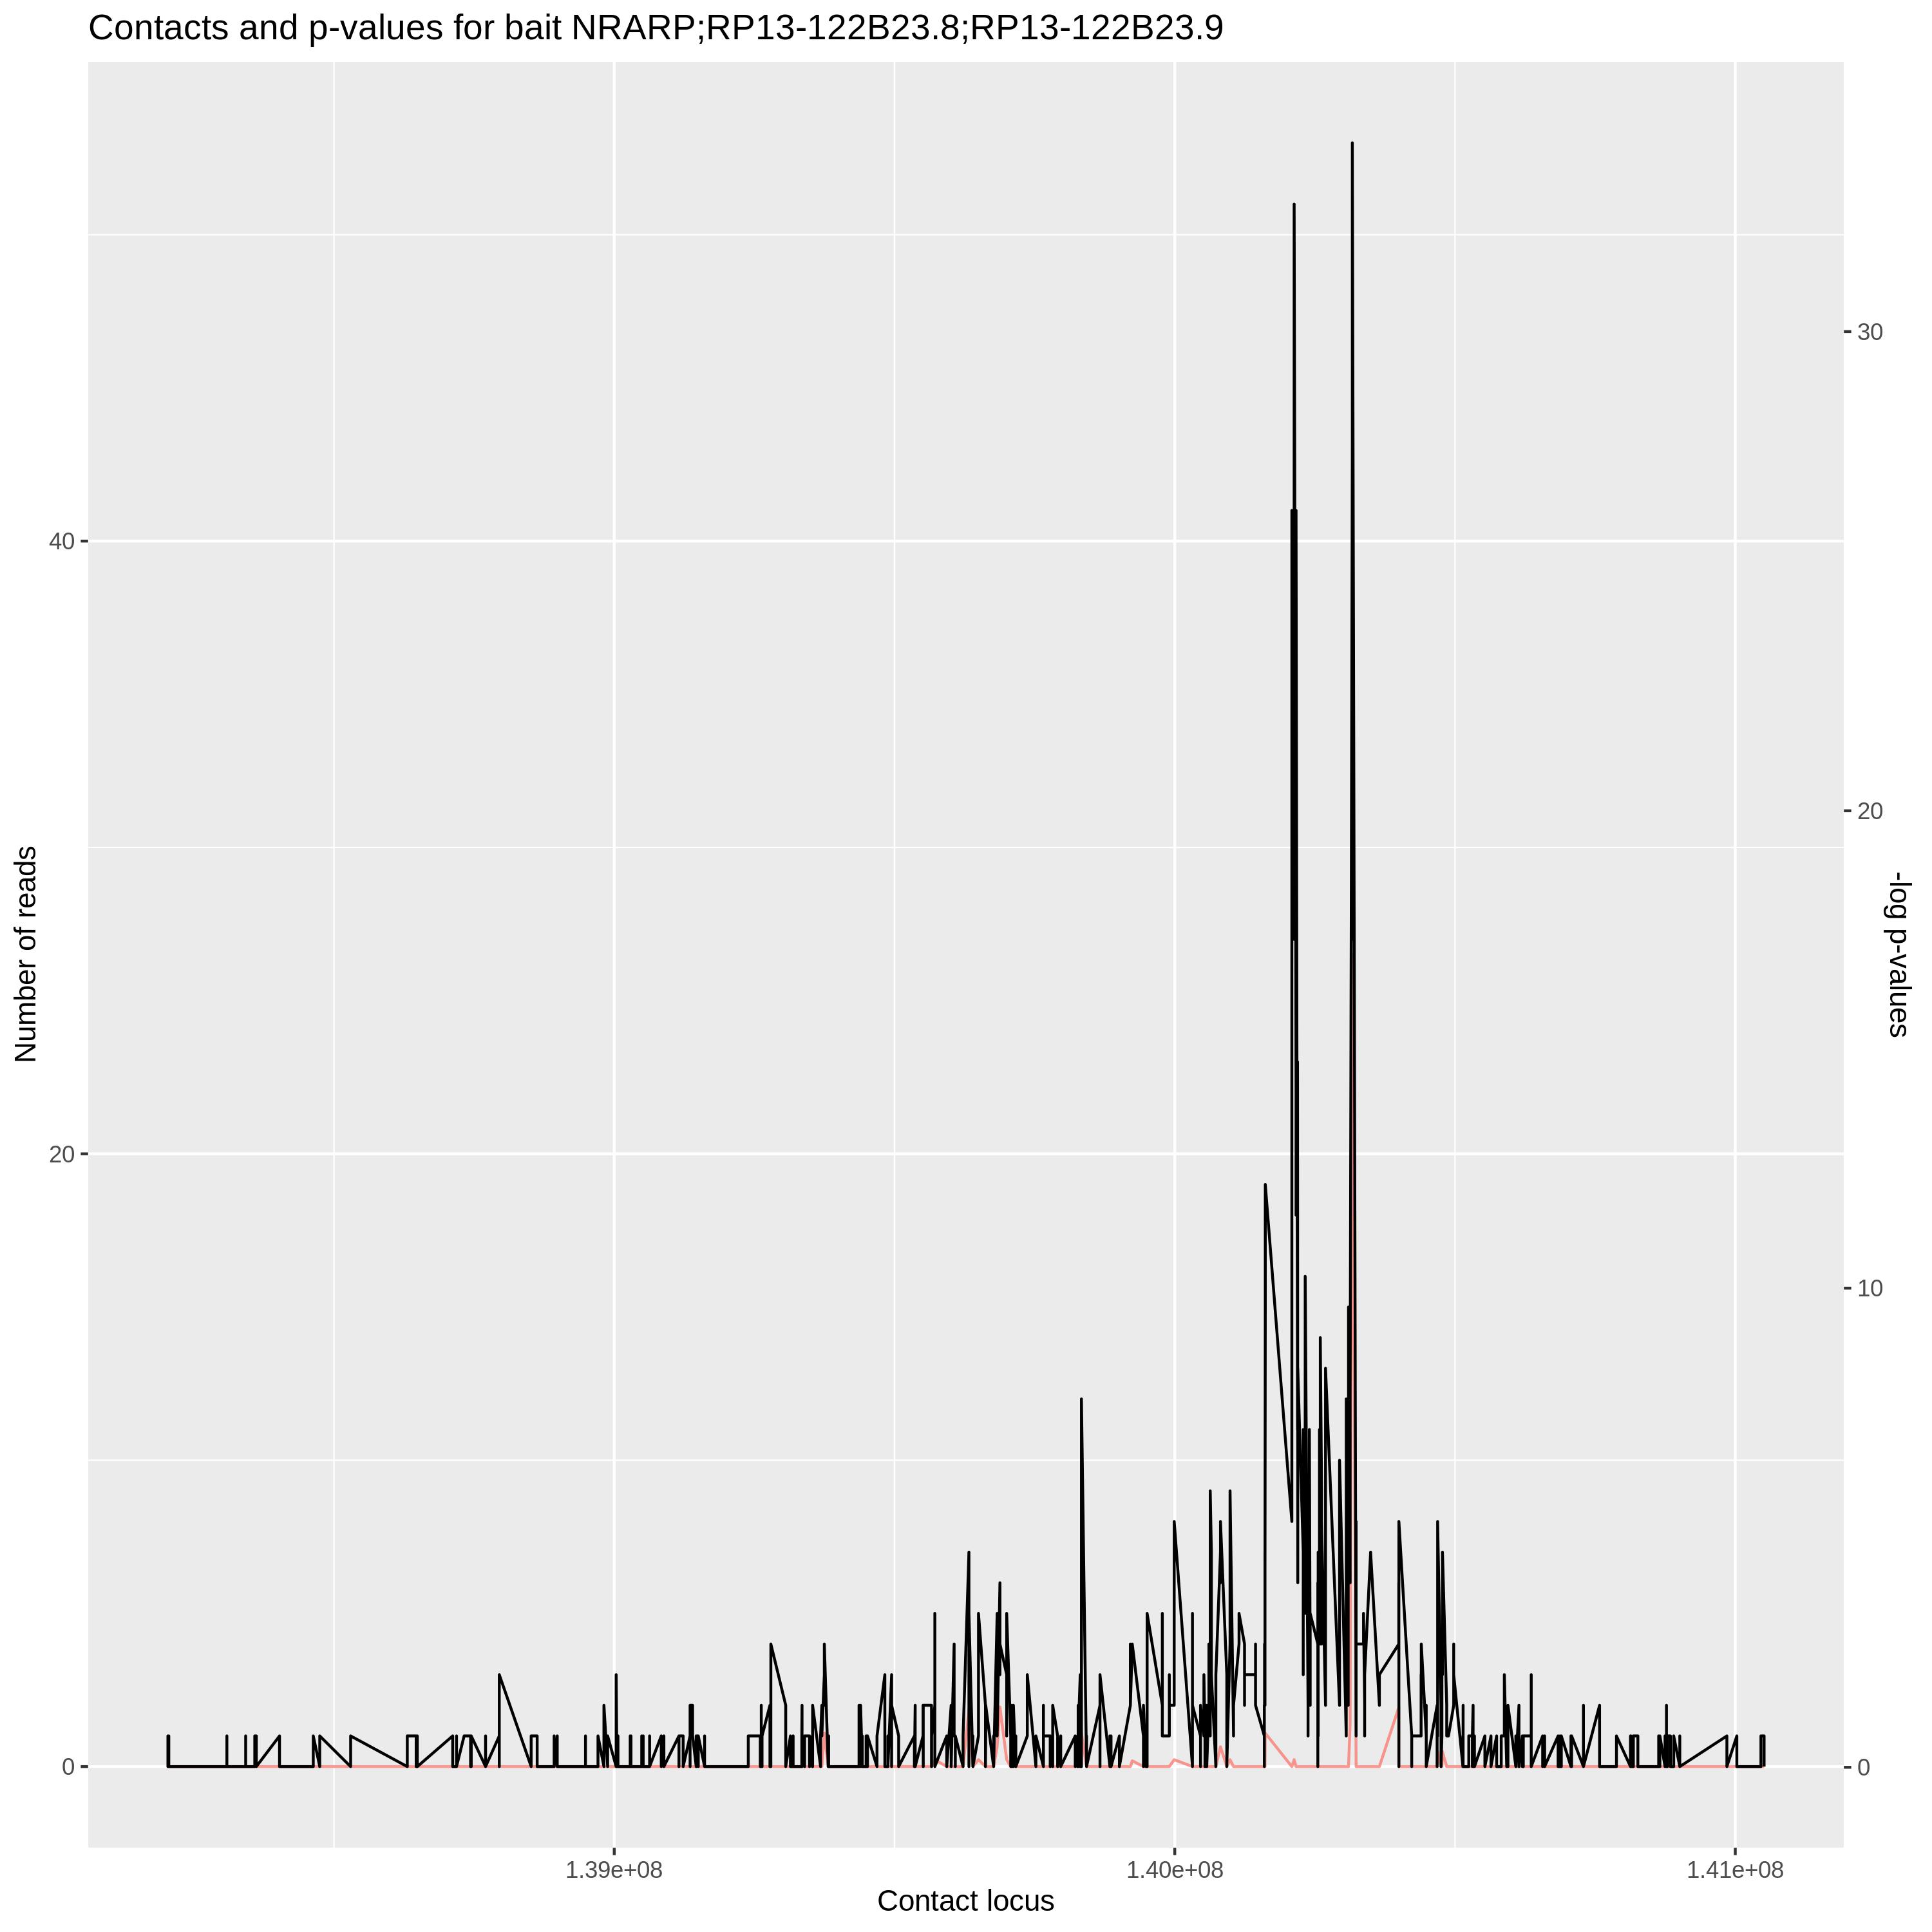 Contacts and p-values for bait NRARP;RP13-122B23.8;RP13-122B23.9
Number of reads
40
20
0
30
20
10
0
-log p-values
1.39e+08
1.40e+08
1.41e+08
Contact locus